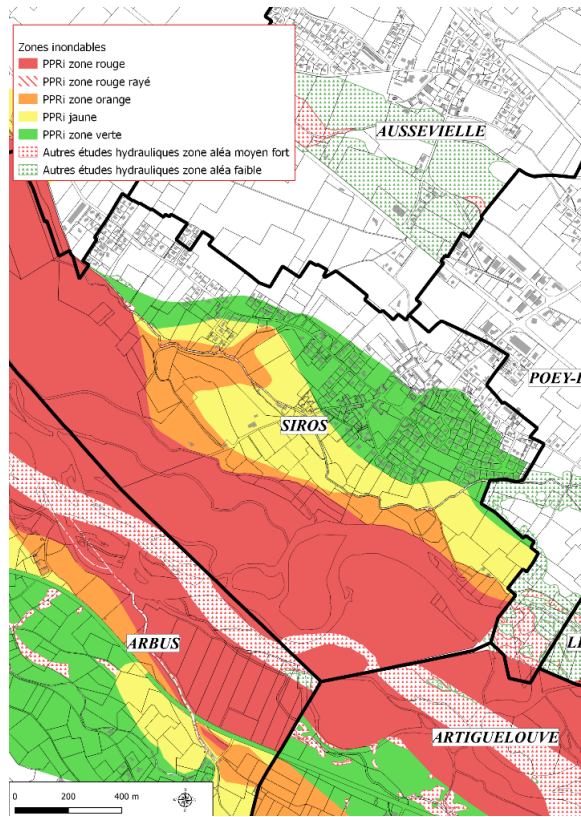 Zones inondables
PPRi zone rouge
PPRi zone rouge rayé
PPRi zone orange
PPRi jaune
PPRi zone verte
Autres études hydrauliques zone aléa moyen fort
Autres études hydrauliques zone aléa faible
AUSSEVIELLE
POEY-
SIROS
ARBUS
ARTIGUELOUVE
0 200 400 m